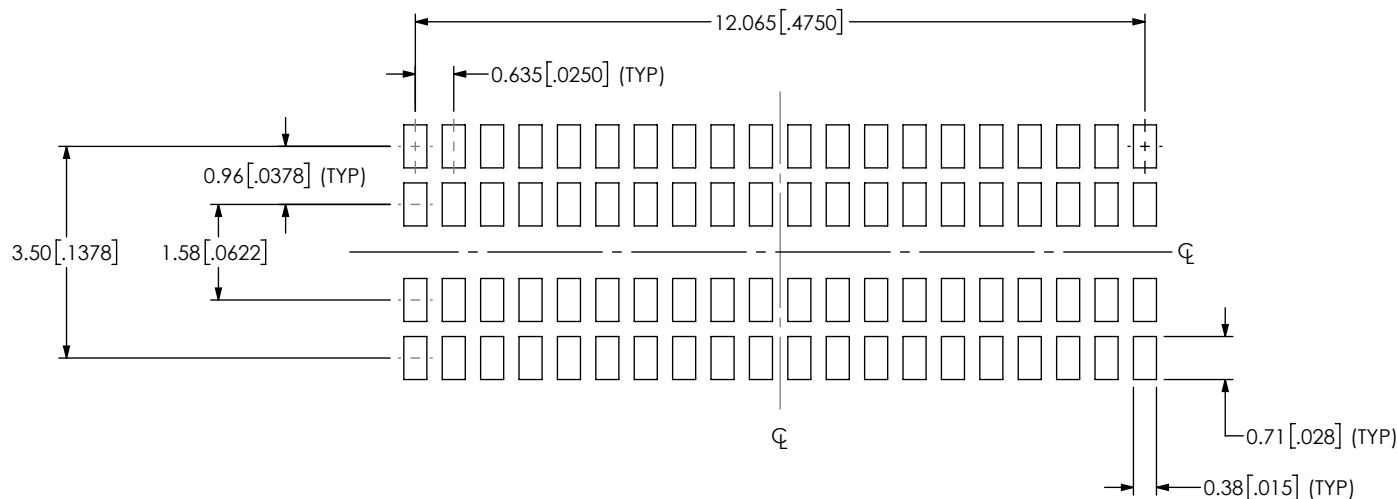 12.065[.4750]
0.635[.0250] (TYP)
0.96[.0378] (TYP)
3.50[.1378]
1.58[.0622]
℄
℄
0.71[.028] (TYP)
0.38[.015] (TYP)